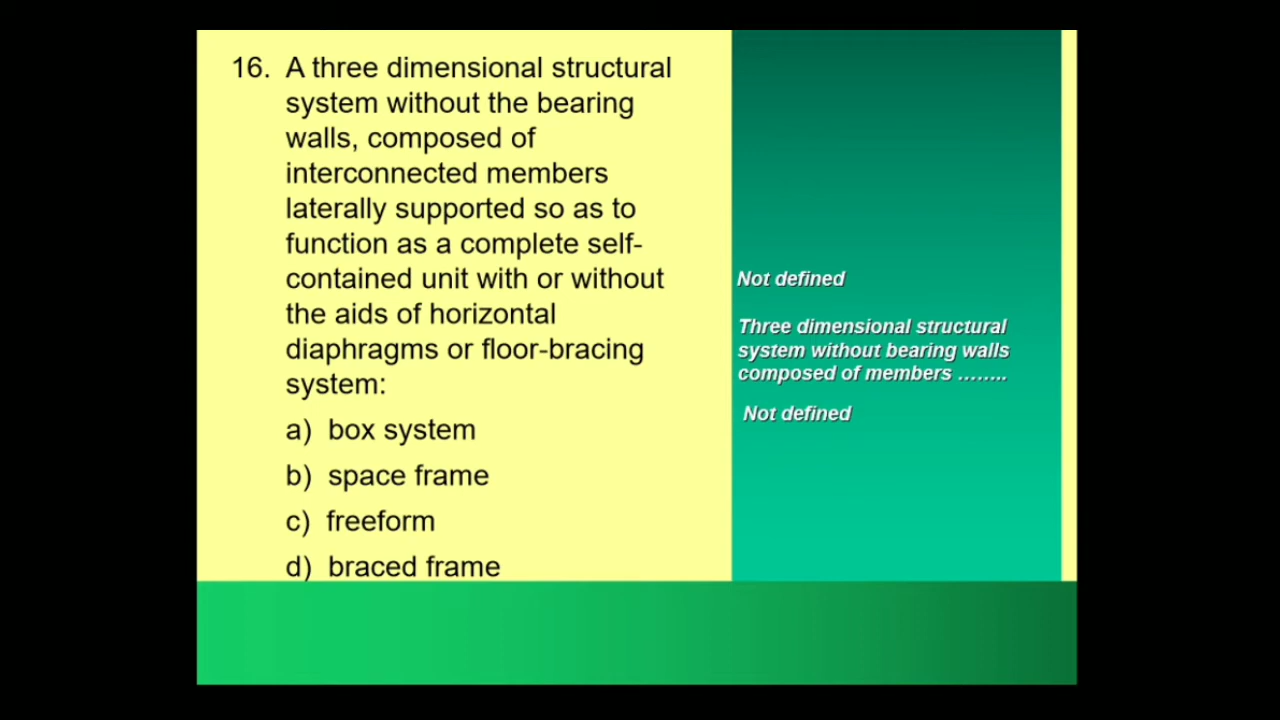 16. A three dimensional structural
system without the bearing
walls, composed of
interconnected members
laterally supported so as to
function as a complete self-
contained unit with or without
the aids of horizontal
diaphragms or floor-bracing
system:
a) box system
b) space frame
c) freeform
d) braced frame
Not defined
Three dimensional structural
system without bearing walls
composed of members ........
Not defined